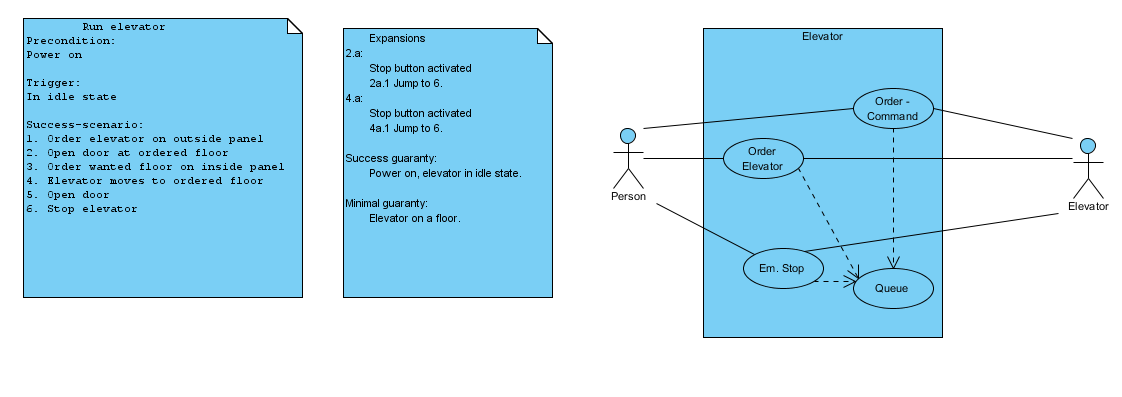 Run elevator
Precondition:
Power on
Trigger:
In idle state
Success-scenario:
1. Order elevator on outside panel
2. Open door at ordered floor
3. Order wanted floor on inside panel
4. Elevator moves to ordered floor
5. Open door
6. Stop elevator
Expansions
2.a:
Stop button activated
2a.1 Jump to 6.
4.a:
Stop button activated
4a.1 Jump to 6.
Success guaranty:
Power on, elevator in idle state.
Minimal guaranty:
Elevator on a floor.
Elevator
Order -
Command
Order
Elevator
Person
Elevator
Em. Stop
Queue